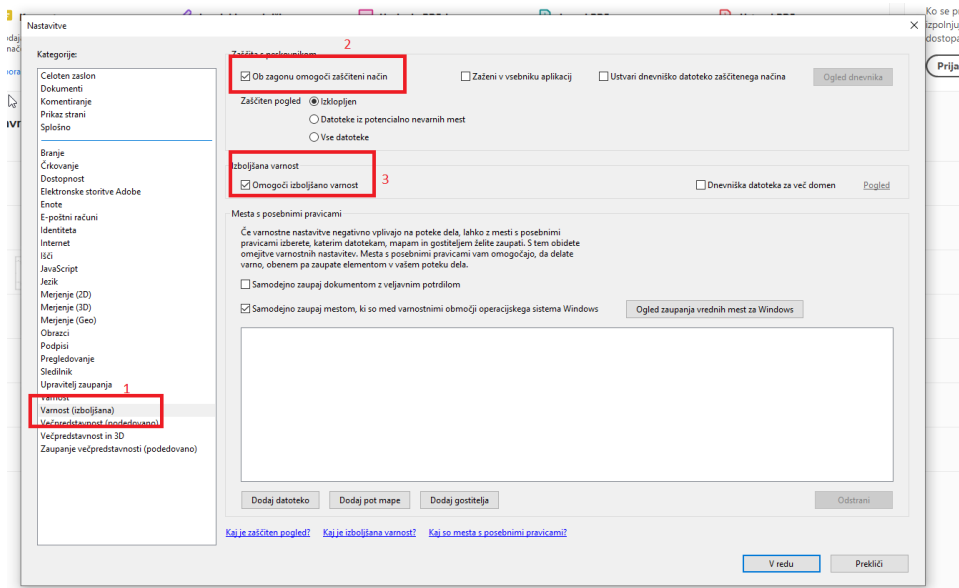 Ko se pr
izpolnju
dostopa
Prija
Nastavitve
Kategorije:
Celoten zaslon
Dokumenti
Komentiranje
Prikaz strani
Splošno
Branje
Črkovanje
Dostopnost
Elektronske storitve Adobe
Enote
E-poštni računi
Identiteta
Internet
Išči
JavaScript
Jezik
Merjenje (2D)
Merjenje (3D)
Merjenje (Geo)
Obrazci
Podpisi
Pregledovanje
Sledilnik
Upravitelj zaupanja
1
Varnost
Varnost (izboljšana)
Večpredstavnost (podedovano)
Večpredstavnost in 3D
Zaupanje večpredstavnosti (podedovano)
Zaščita s peskovnikom
2
Ob zagonu omogoči zaščiteni način
Zaženi v vsebniku aplikacij
Ustvari dnevniško datoteko zaščitenega načina
Ogled dnevnika
Zaščiten pogled
Izklopljen
Datoteke iz potencialno nevarnih mest
Vse datoteke
Izboljšana varnost
Omogoči izboljšano varnost
3
Dnevniška datoteka za več domen
Pogled
Mesta s posebnimi pravicami
Če varnostne nastavitve negativno vplivajo na poteke dela, lahko z mesti s posebnimi
pravicami izberete, katerim datotekam, mapam in gostiteljem želite zaupati. S tem obidete
omejitve varnostnih nastavitev. Mesta s posebnimi pravicami vam omogočajo, da delate
varno, obenem pa zaupate elementom v vašem poteku dela.
Samodejno zaupaj dokumentom z veljavnim potrdilom
Samodejno zaupaj mestom, ki so med varnostnimi območji operacijskega sistema Windows
Ogled zaupanja vrednih mest za Windows
Dodaj datoteko
Dodaj pot mape
Dodaj gostitelja
Odstrani
Kaj je zaščiten pogled?
Kaj je izboljšana varnost?
Kaj so mesta s posebnimi pravicami?
V redu
Prekliči